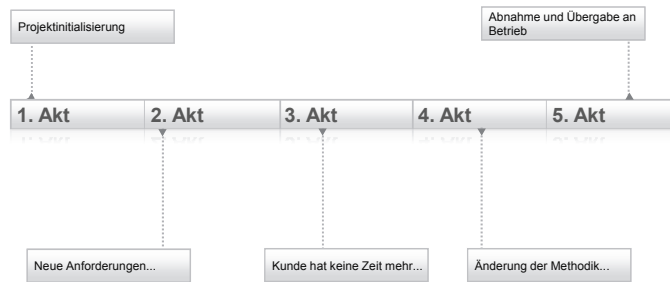 Projektinitialisierung
Abnahme und Übergabe an
Betrieb
1. Akt
2. Akt
3. Akt
4. Akt
5. Akt
Neue Anforderungen...
Kunde hat keine Zeit mehr...
Änderung der Methodik...